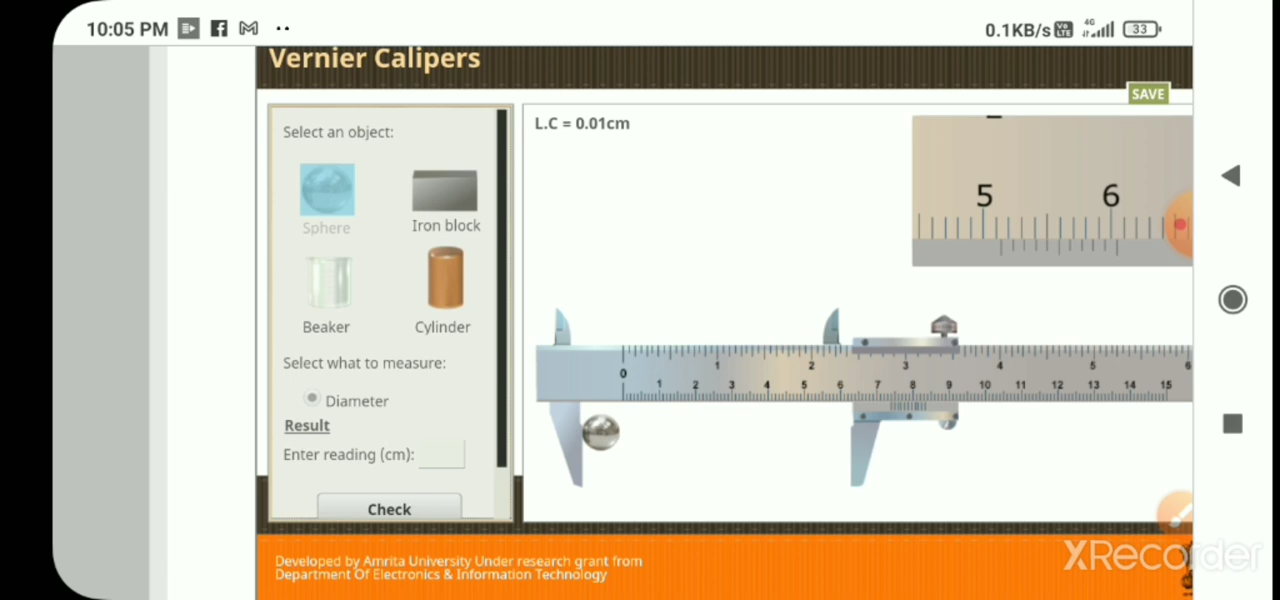 10:05 PM
0.1KB/s Vo LTE 4G 33
Vernier Calipers
SAVE
Select an object:
L.C = 0.01cm
Sphere
Iron block
Beaker
Cylinder
Select what to measure:
Diameter
Result
Enter reading (cm):
Check
5 6
1 2 3 4 5 6
0
1 2 3 4 5 6 7 8 9 10 11 12 13 14 15
Developed by Amrita University Under research grant from
Department Of Electronics & Information Technology
XRecorder